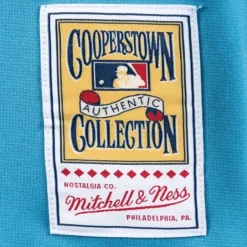 COOPERSTOWN
AUTHENTIC
COLLECTION
NOSTALGIA CO.
Mitchell & Ness
PHILADELPHIA, PA.